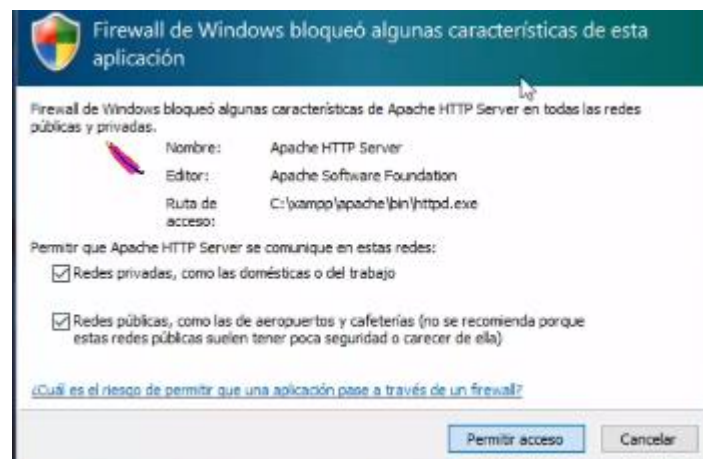 Firewall de Windows bloqueó algunas características de esta
aplicación
Firewall de Windows bloqueó algunas características de Apache HTTP Server en todas las redes
públicas y privadas.
Nombre: Apache HTTP Server
Editor: Apache Software Foundation
Ruta de C:\xampp\apache\bin\httpd.exe
acceso:
Permitir que Apache HTTP Server se comunique en estas redes:
Redes privadas, como las domésticas o del trabajo
Redes públicas, como las de aeropuertos y cafeterías (no se recomienda porque
estas redes públicas suelen tener poca seguridad o carecer de ella)
¿Cuál es el riesgo de permitir que una aplicación pase a través de un firewall?
Permitir acceso Cancelar